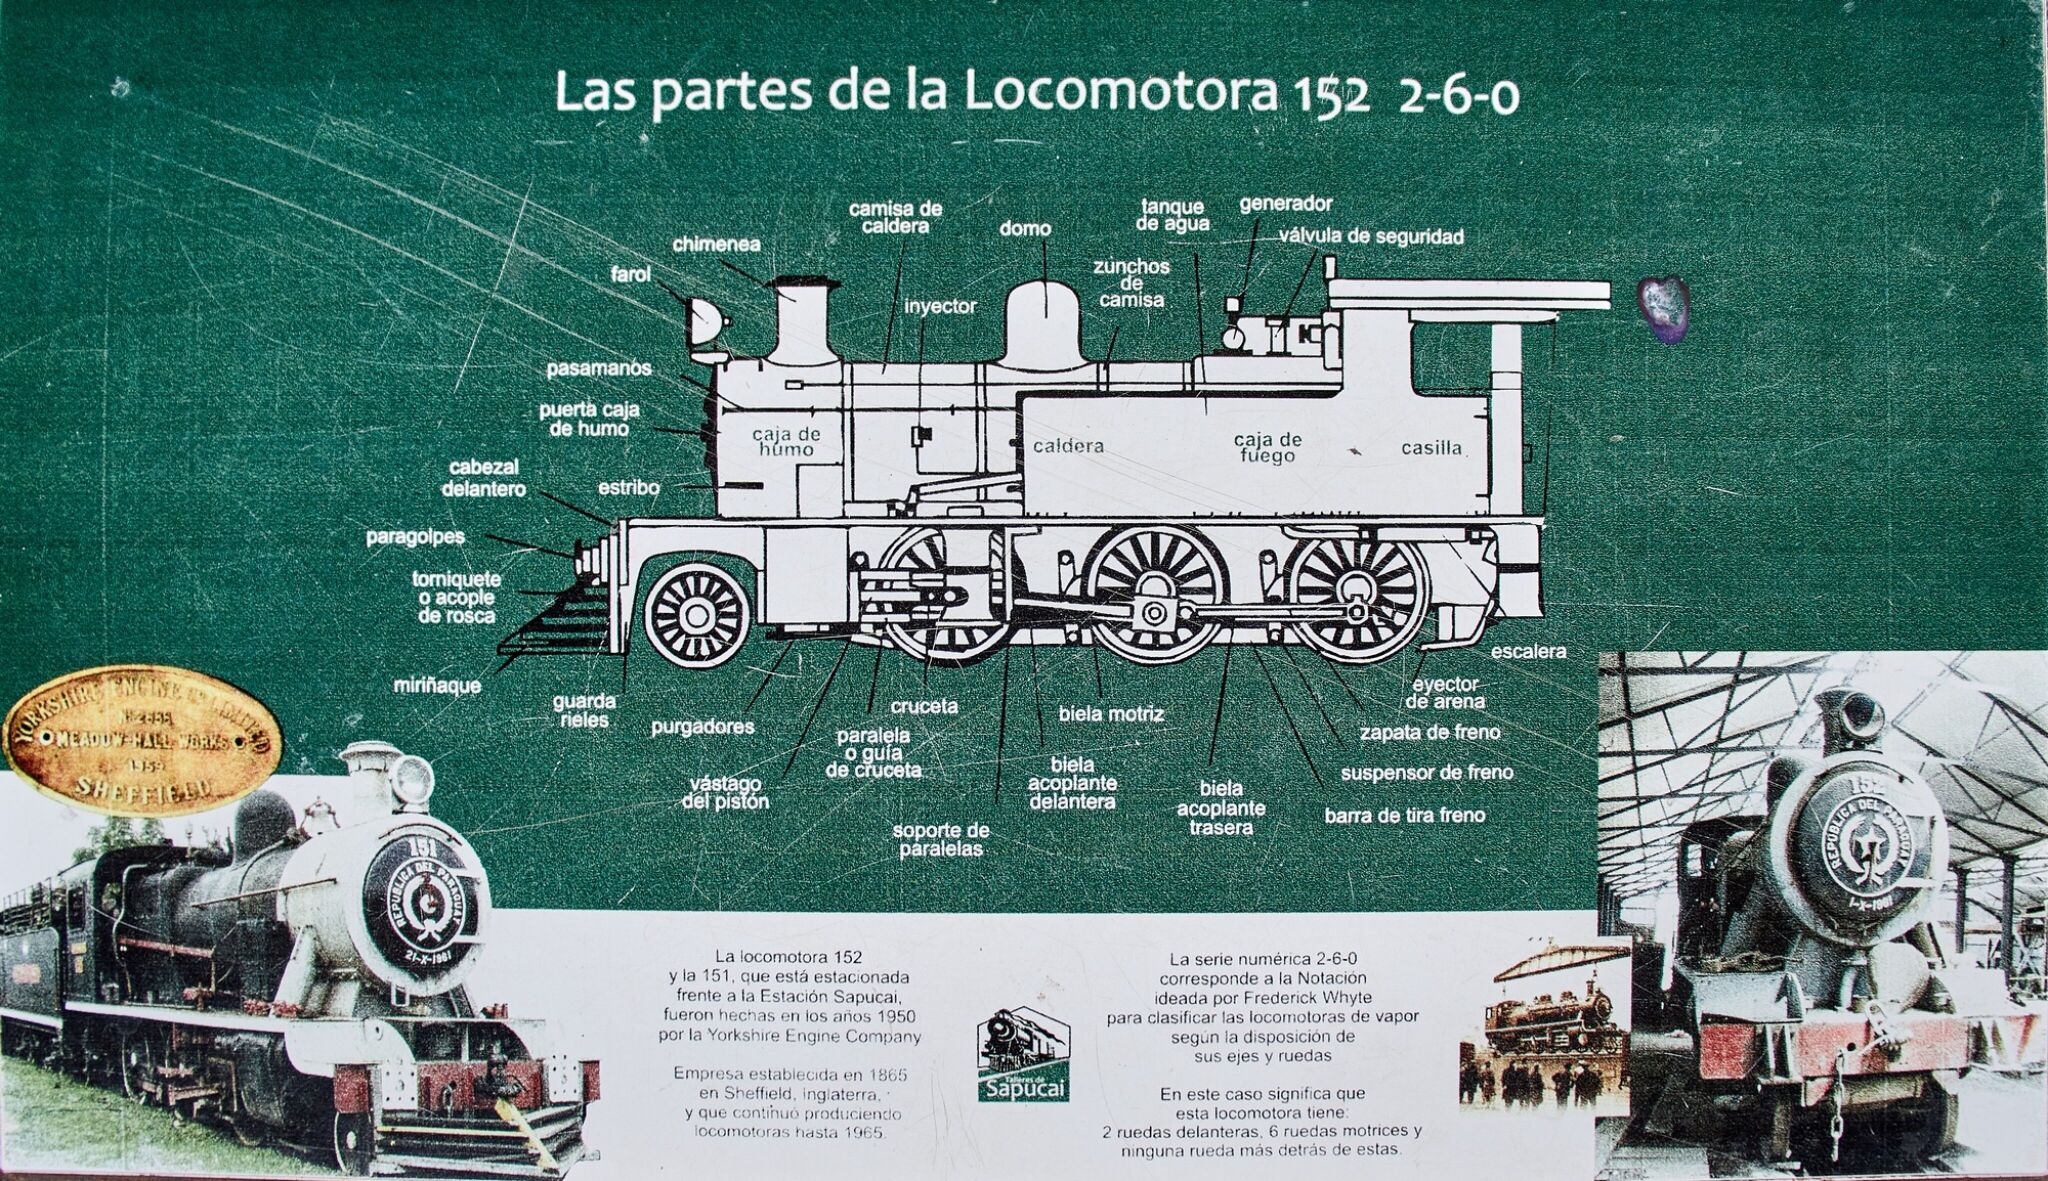 Las partes de la Locomotora 152 2-6-0
camisa de
caldera
domo
tanque
de agua
generador
válvula de seguridad
chimenea
farol
inyector
zunchos
de
camisa
pasamanos
puerta caja
de humo
caja de
humo
caldera
caja de
fuego
casilla
cabezal
delantero
estribo
paragolpes
torniquete
o acople
de rosca
miriñaque
guarda
rieles
purgadores
vástago
del pistón
paralela
o guía
de cruceta
cruceta
soporte de
paralelas
biela
acoplante
delantera
biela motriz
biela
acoplante
trasera
escalera
eyector
de arena
zapata de freno
suspensor de freno
barra de tira freno
YORKSHIRE ENGINE
MEADOW-HALL WORKS
SHEFFIELD
151
REPUBLICA DEL PARAGUAY
21-X-1961
La locomotora 152
y la 151, que está estacionada
frente a la Estación Sapucai,
fueron hechas en los años 1950
por la Yorkshire Engine Company
Empresa establecida en 1865
en Sheffield, Inglaterra,
y que continuó produciendo
locomotoras hasta 1965.
Talleres de
Sapucai
La serie numérica 2-6-0
corresponde a la Notación
ideada por Frederick Whyte
para clasificar las locomotoras de vapor
según la disposición de
sus ejes y ruedas
En este caso significa que
esta locomotora tiene:
2 ruedas delanteras, 6 ruedas motrices y
ninguna rueda más detrás de estas.
152
REPUBLICA DEL PARAGUAY
1-X-1961